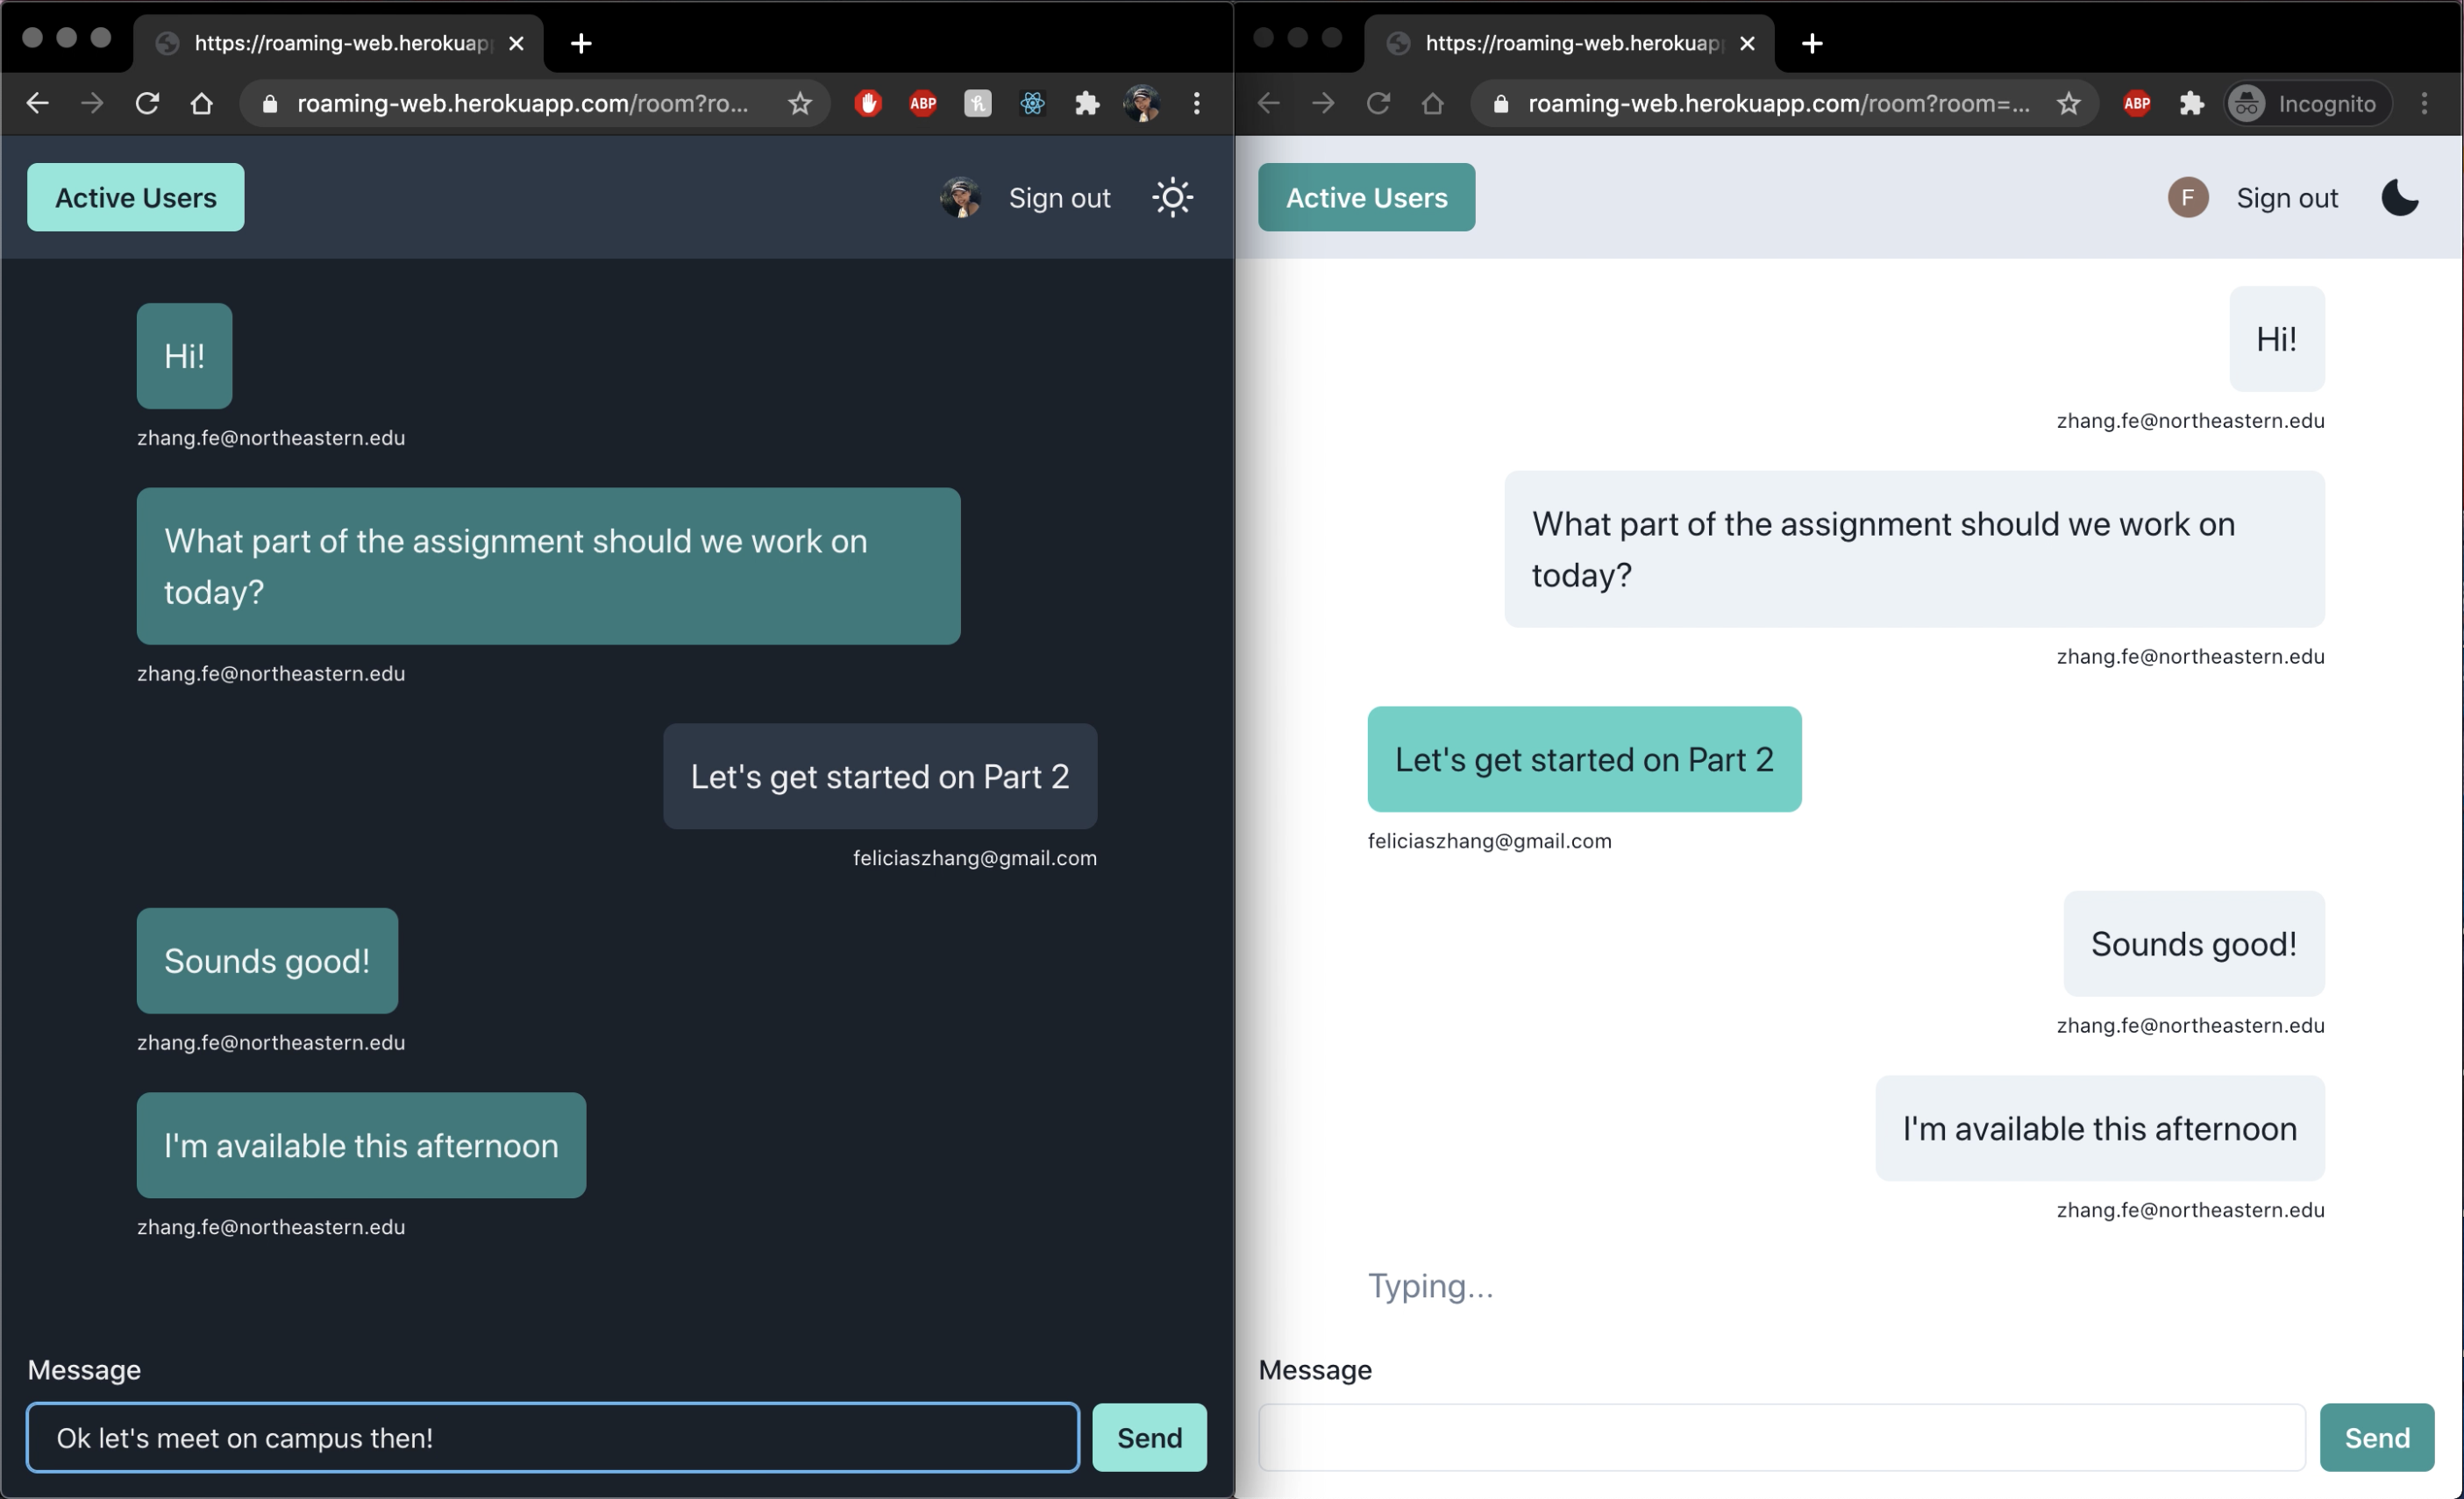 https://roaming-web.herokuap
roaming-web.herokuapp.com/room?ro...
ABP
Active Users
Sign out
Hi!
zhang.fe@northeastern.edu
What part of the assignment should we work on
today?
zhang.fe@northeastern.edu
Let's get started on Part 2
feliciaszhang@gmail.com
Sounds good!
zhang.fe@northeastern.edu
I'm available this afternoon
zhang.fe@northeastern.edu
Message
Ok let's meet on campus then!
Send
https://roaming-web.herokuap
roaming-web.herokuapp.com/room?room=...
ABP
Incognito
Active Users
F
Sign out
Hi!
zhang.fe@northeastern.edu
What part of the assignment should we work on
today?
zhang.fe@northeastern.edu
Let's get started on Part 2
feliciaszhang@gmail.com
Sounds good!
zhang.fe@northeastern.edu
I'm available this afternoon
zhang.fe@northeastern.edu
Typing...
Message
Send